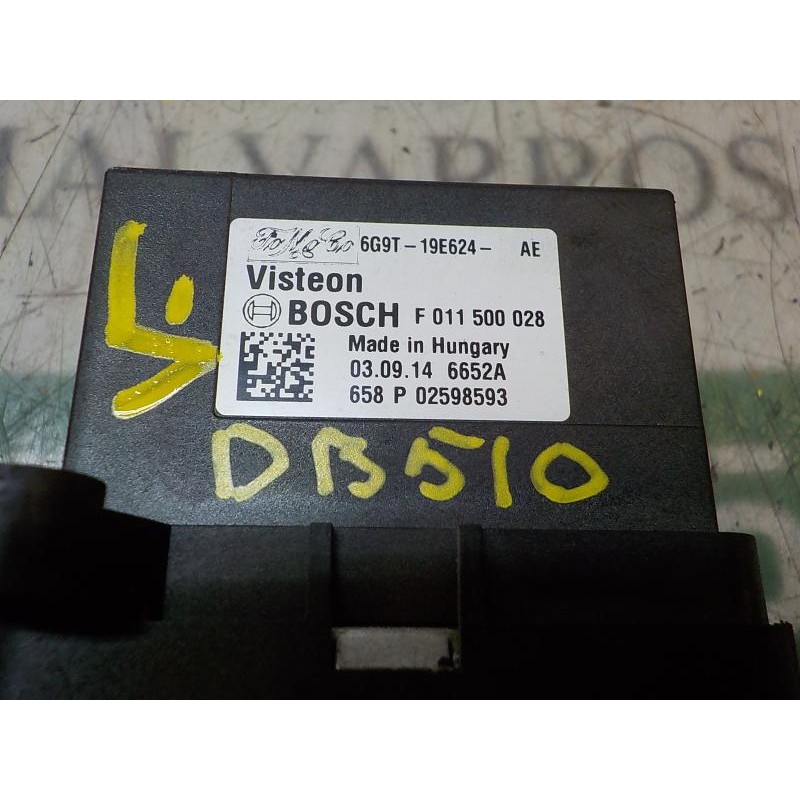 MALVARROSA
FoMoCo 6G9T-19E624- AE
Visteon
BOSCH F 011 500 028
Made in Hungary
03.09.14 6652A
658 P 02598593
DB510